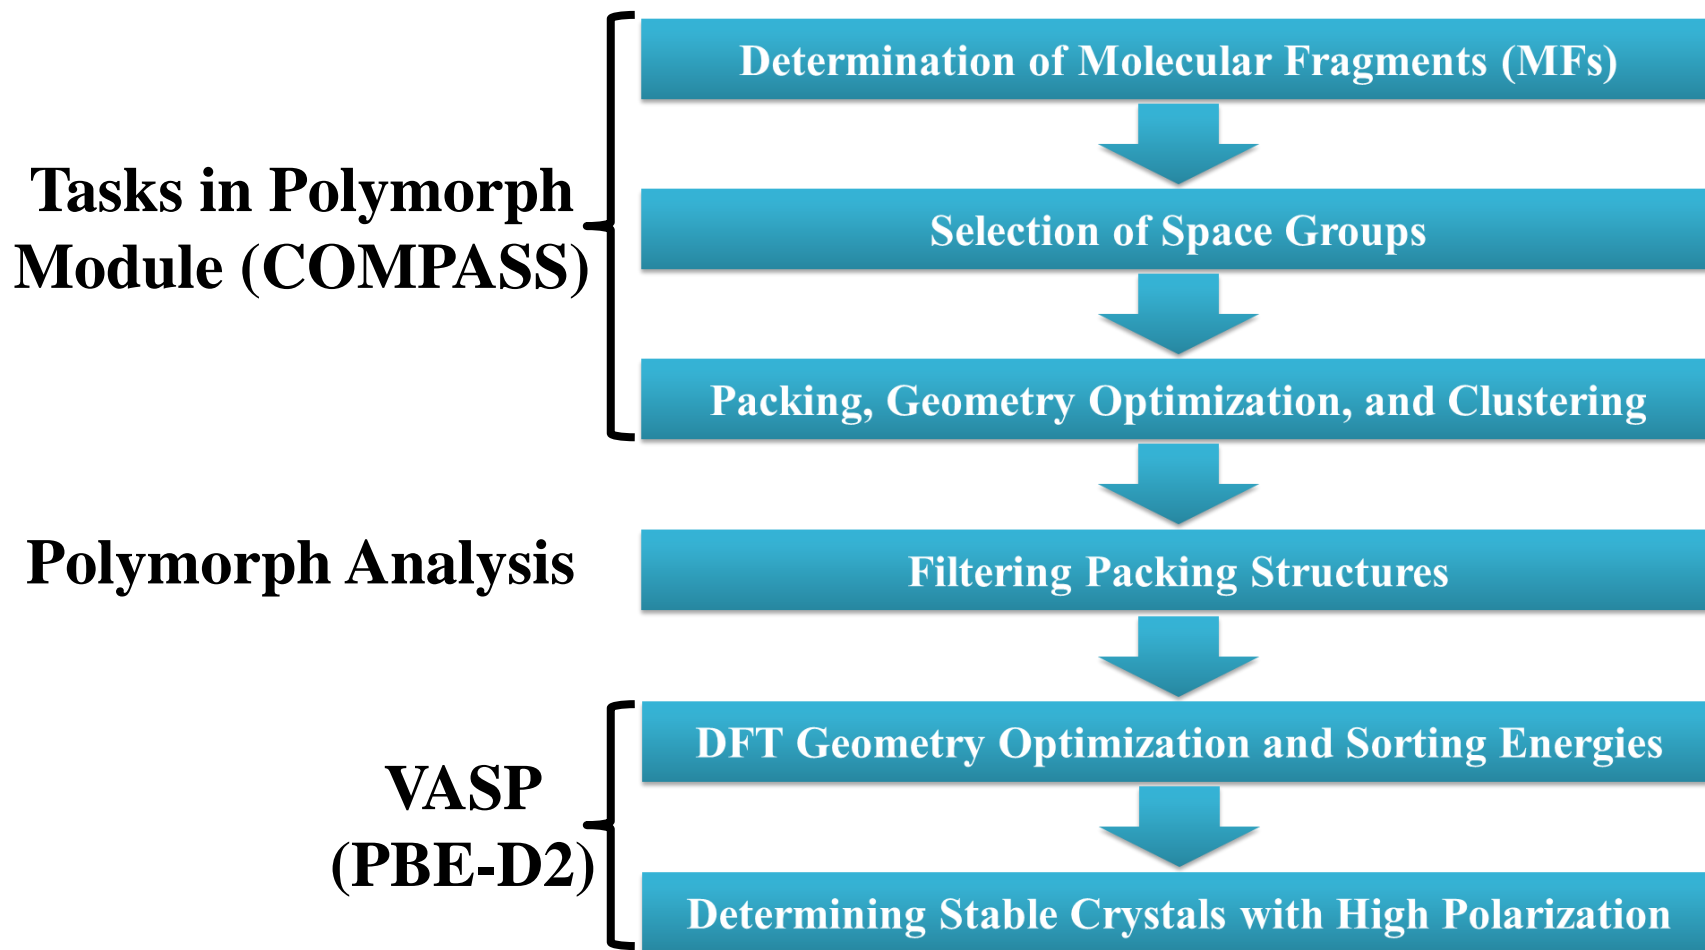 Determination of Molecular Fragments (MFs)
Tasks in Polymorph
Module (COMPASS)
Selection of Space Groups
Packing, Geometry Optimization, and Clustering
Polymorph Analysis
Filtering Packing Structures
DFT Geometry Optimization and Sorting Energies
VASP
(PBE-D2)
Determining Stable Crystals with High Polarization